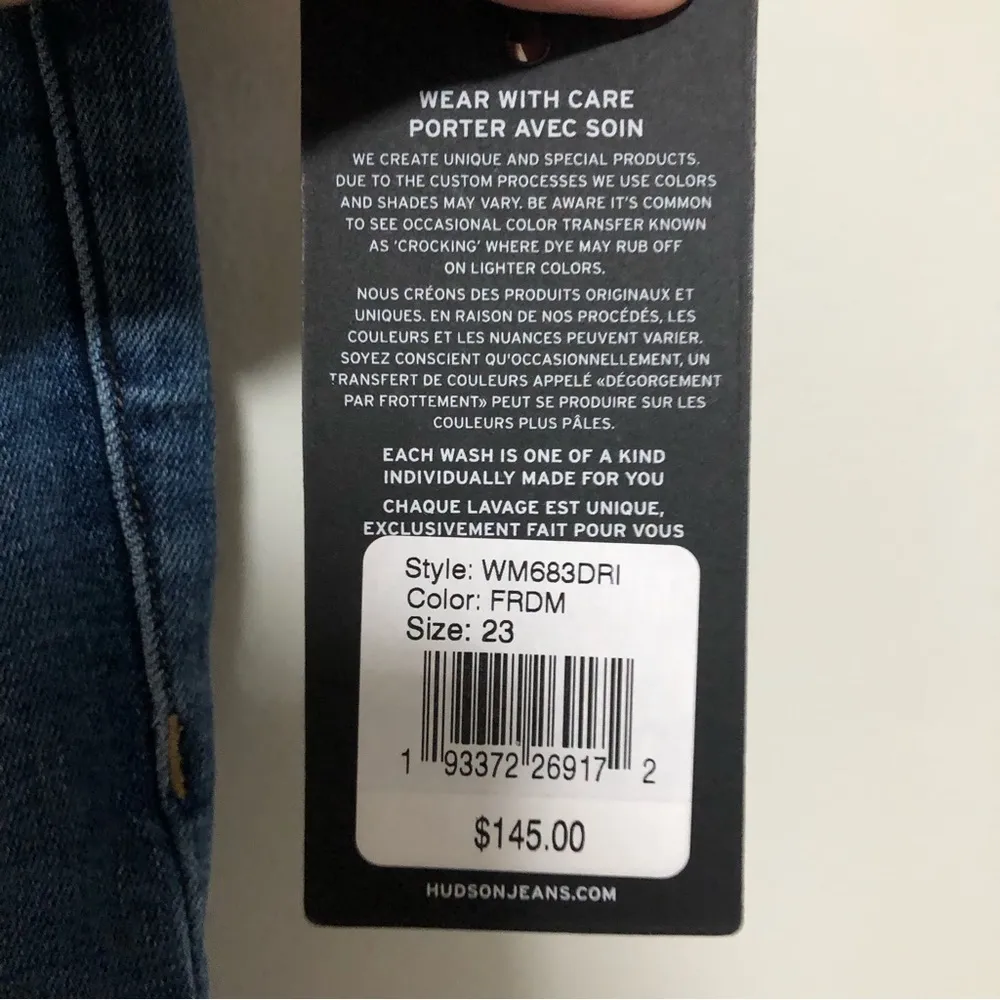 WEAR WITH CARE
PORTER AVEC SOIN
WE CREATE UNIQUE AND SPECIAL PRODUCTS.
DUE TO THE CUSTOM PROCESSES WE USE COLORS
AND SHADES MAY VARY. BE AWARE IT'S COMMON
TO SEE OCCASIONAL COLOR TRANSFER KNOWN
AS 'CROCKING' WHERE DYE MAY RUB OFF
ON LIGHTER COLORS.
NOUS CRÉONS DES PRODUITS ORIGINAUX ET
UNIQUES. EN RAISON DE NOS PROCÉDÉS, LES
COULEURS ET LES NUANCES PEUVENT VARIER.
SOYEZ CONSCIENT QU'OCCASIONNELLEMENT, UN
TRANSFERT DE COULEURS APPELÉ «DÉGORGEMENT
PAR FROTTEMENT» PEUT SE PRODUIRE SUR LES
COULEURS PLUS PÂLES.
EACH WASH IS ONE OF A KIND
INDIVIDUALLY MADE FOR YOU
CHAQUE LAVAGE EST UNIQUE,
EXCLUSIVEMENT FAIT POUR VOUS
Style: WM683DRI
Color: FRDM
Size: 23
1 93372 26917 2
$145.00
HUDSONJEANS.COM